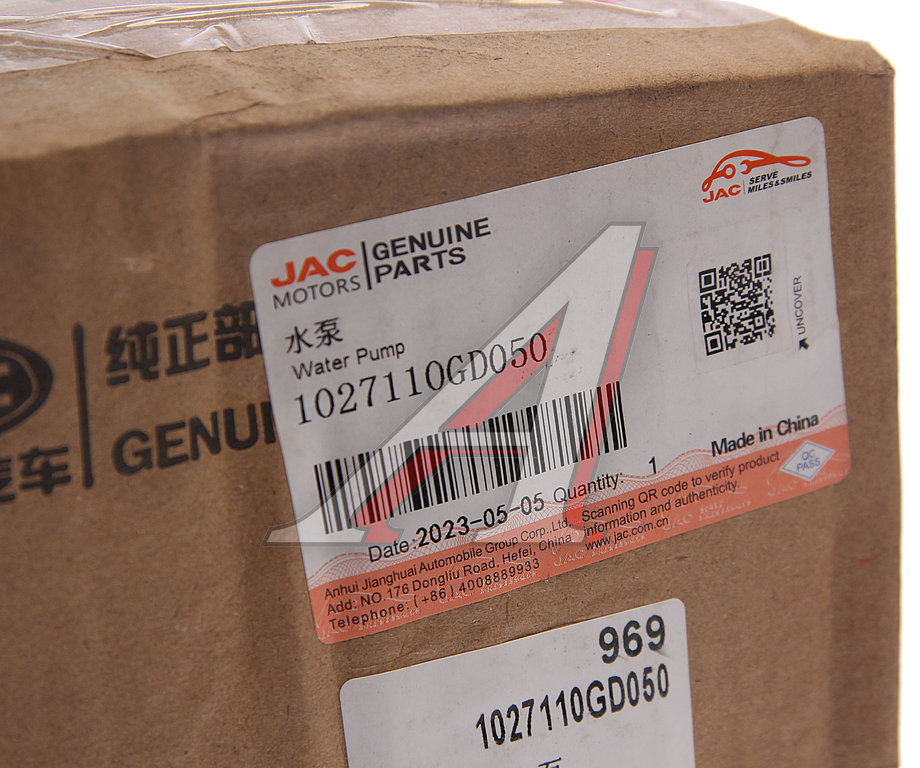 JAC
MOTORS
GENUINE
PARTS
JAC
SERVE
MILES & SMILES
水泵
Water Pump
1027110GD050
UNCOVER
Made in China
QC
PASS
Date:2023-05-05 Quantity: 1
Scanning QR code to verify product
information and authenticity.
www.jac.com.cn
Anhui Jianghuai Automobile Group Corp.,Ltd.
Add: NO.176 Dongliu Road, Hefei, China
Telephone: (+86) 4008889933
纯正部
GENUI
汽车
969
1027110GD050